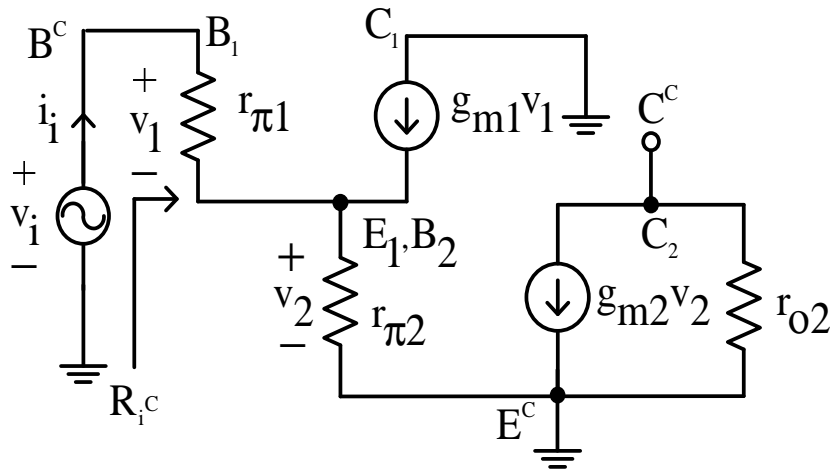 B^C
B₁
C₁
+
v₁
−
r_π1
i_i
g_m1v₁
C^C
+
v_i
−
E₁,B₂
C₂
+
v₂
−
r_π2
g_m2v₂
r_o2
R_i^C
E^C